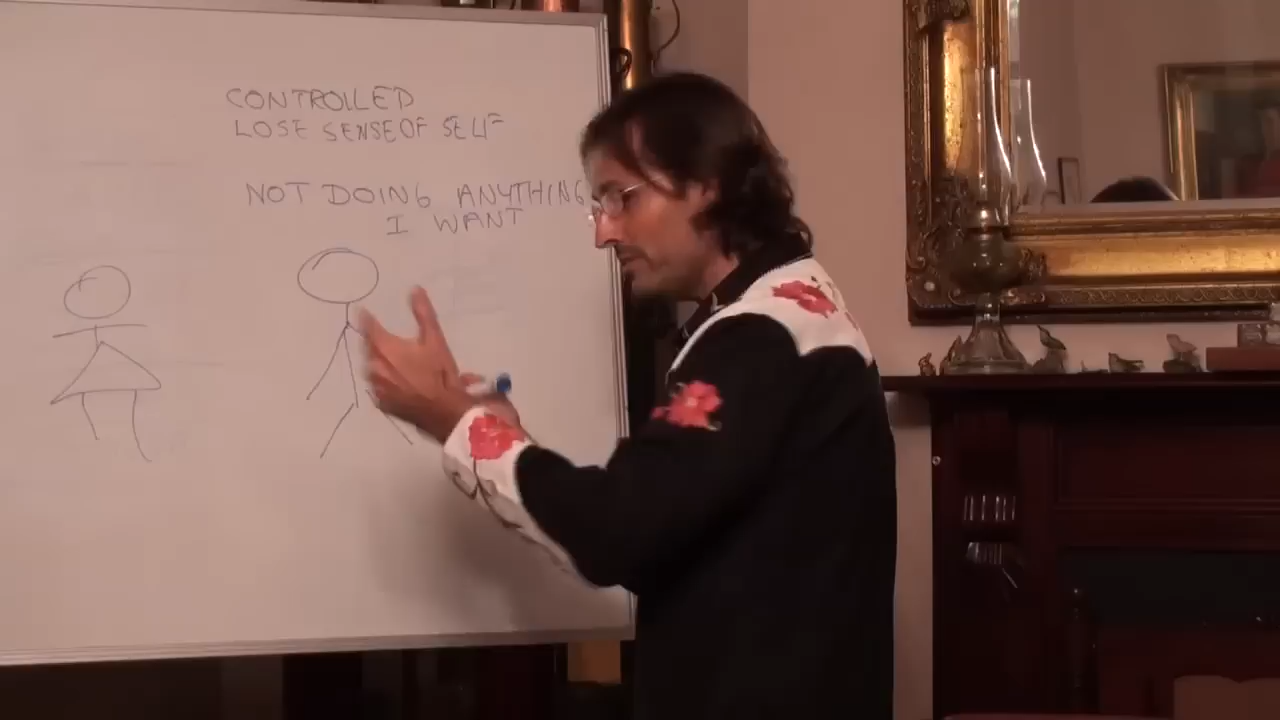 CONTROLLED
LOSE SENSE OF SELF
NOT DOING ANYTHING
I WANT